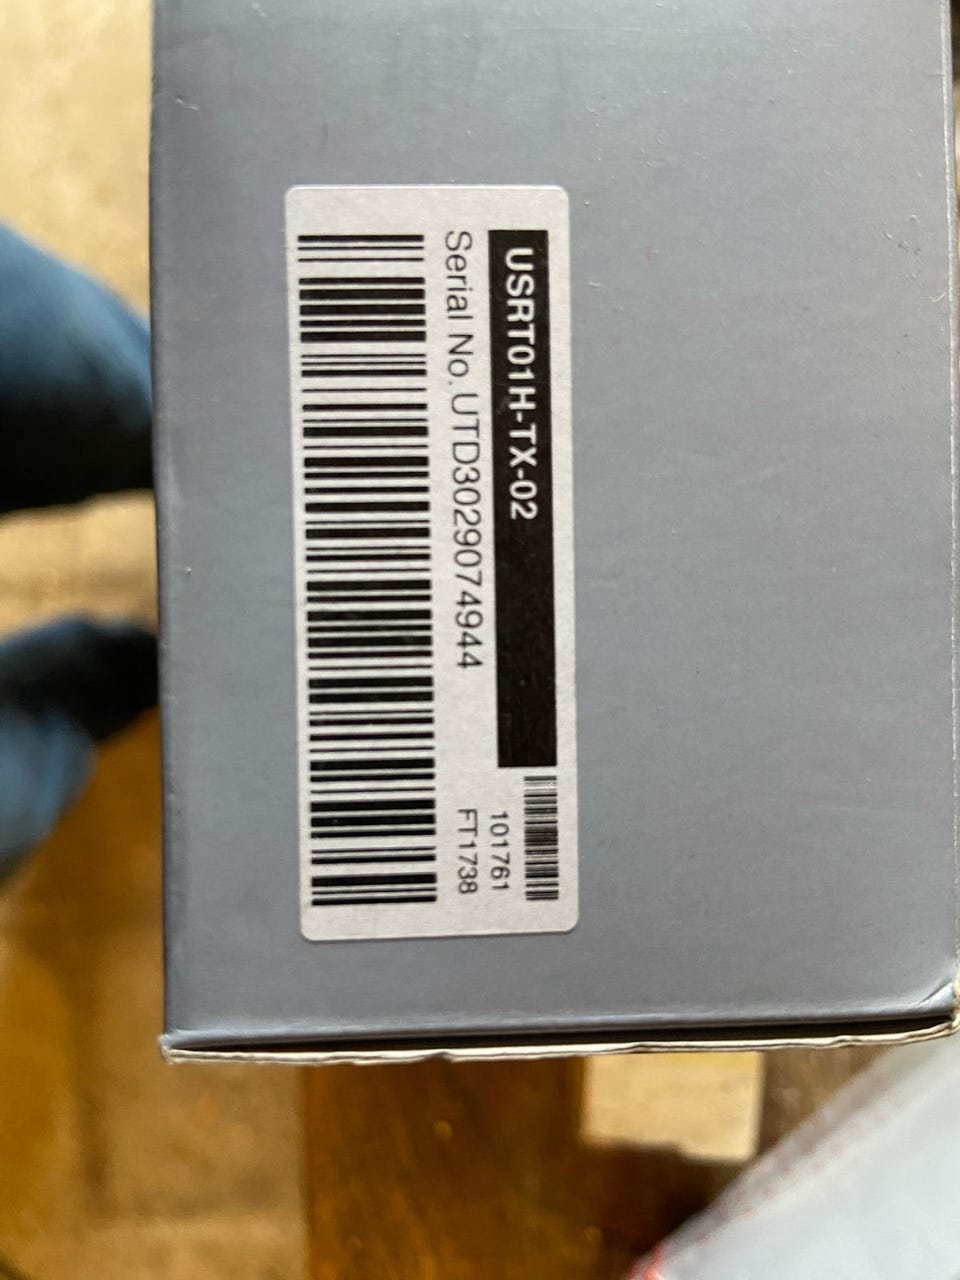 USRT01H-TX-02
Serial No. UTD3029074944
101761
FT1738